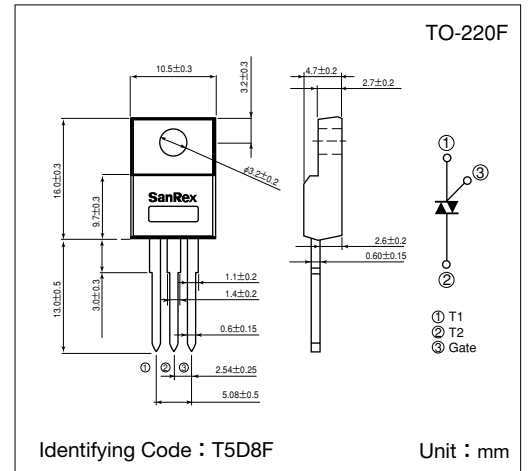 TO-220F
10.5±0.3
3.2±0.3
4.7±0.2
2.7±0.2
16.0±0.3
9.7±0.3
φ3.2±0.2
SanRex
13.0±0.5
3.0±0.3
1.1±0.2
1.4±0.2
0.6±0.15
2.54±0.25
5.08±0.5
① ② ③
2.6±0.2
0.60±0.15
①
③
②
① T1
② T2
③ Gate
Identifying Code：T5D8F
Unit：mm